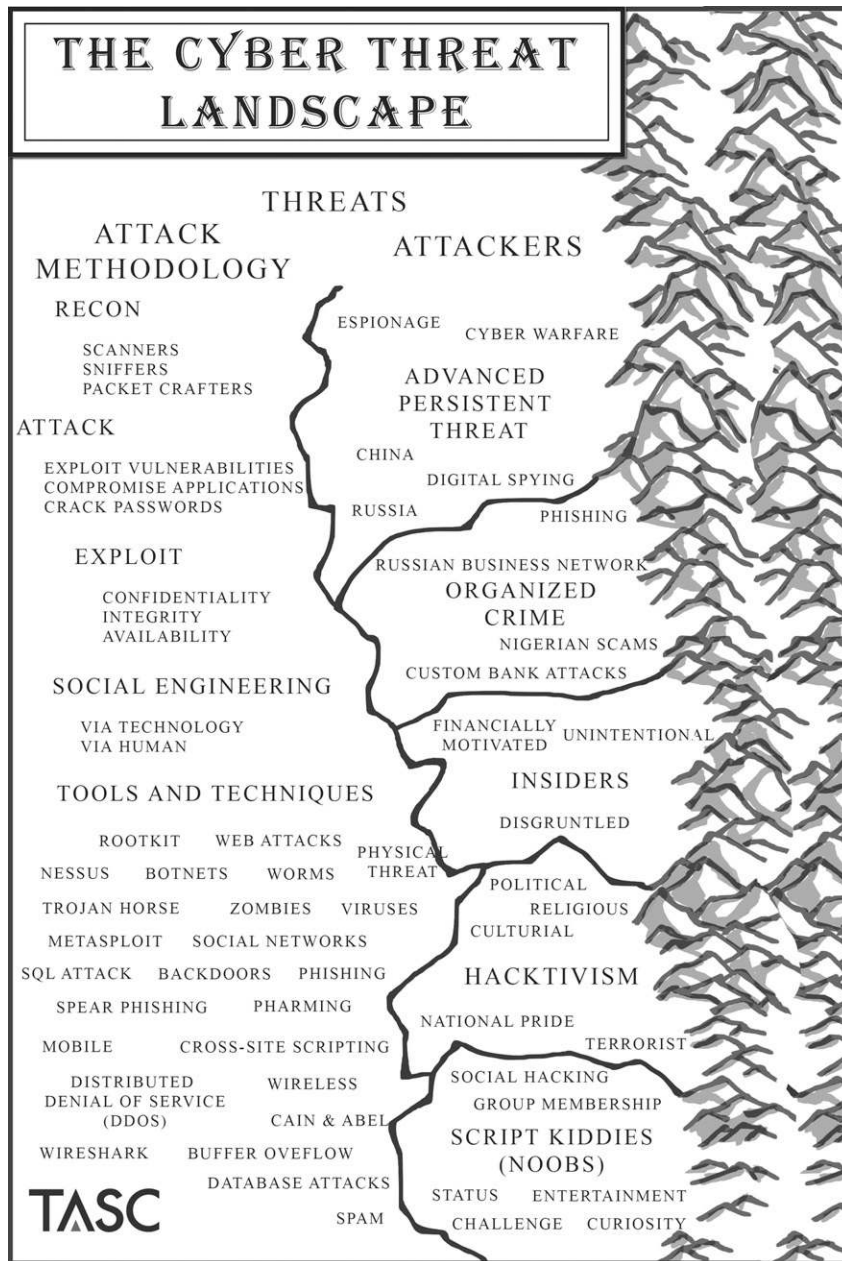 THE CYBER THREAT
LANDSCAPE
THREATS
ATTACK
METHODOLOGY
RECON
SCANNERS
SNIFFERS
PACKET CRAFTERS
ATTACK
EXPLOIT VULNERABILITIES
COMPROMISE APPLICATIONS
CRACK PASSWORDS
EXPLOIT
CONFIDENTIALITY
INTEGRITY
AVAILABILITY
SOCIAL ENGINEERING
VIA TECHNOLOGY
VIA HUMAN
TOOLS AND TECHNIQUES
ROOTKIT WEB ATTACKS
PHYSICAL
THREAT
NESSUS BOTNETS WORMS
TROJAN HORSE ZOMBIES VIRUSES
METASPLOIT SOCIAL NETWORKS
SQL ATTACK BACKDOORS PHISHING
SPEAR PHISHING PHARMING
MOBILE CROSS-SITE SCRIPTING
DISTRIBUTED
DENIAL OF SERVICE
(DDOS)
WIRELESS
CAIN & ABEL
WIRESHARK BUFFER OVEFLOW
DATABASE ATTACKS
SPAM
TASC
ATTACKERS
ESPIONAGE
CYBER WARFARE
ADVANCED
PERSISTENT
THREAT
CHINA
DIGITAL SPYING
RUSSIA
PHISHING
RUSSIAN BUSINESS NETWORK
ORGANIZED
CRIME
NIGERIAN SCAMS
CUSTOM BANK ATTACKS
FINANCIALLY
MOTIVATED
UNINTENTIONAL
INSIDERS
DISGRUNTLED
POLITICAL
RELIGIOUS
CULTURIAL
HACKTIVISM
NATIONAL PRIDE
TERRORIST
SOCIAL HACKING
GROUP MEMBERSHIP
SCRIPT KIDDIES
(NOOBS)
STATUS ENTERTAINMENT
CHALLENGE CURIOSITY